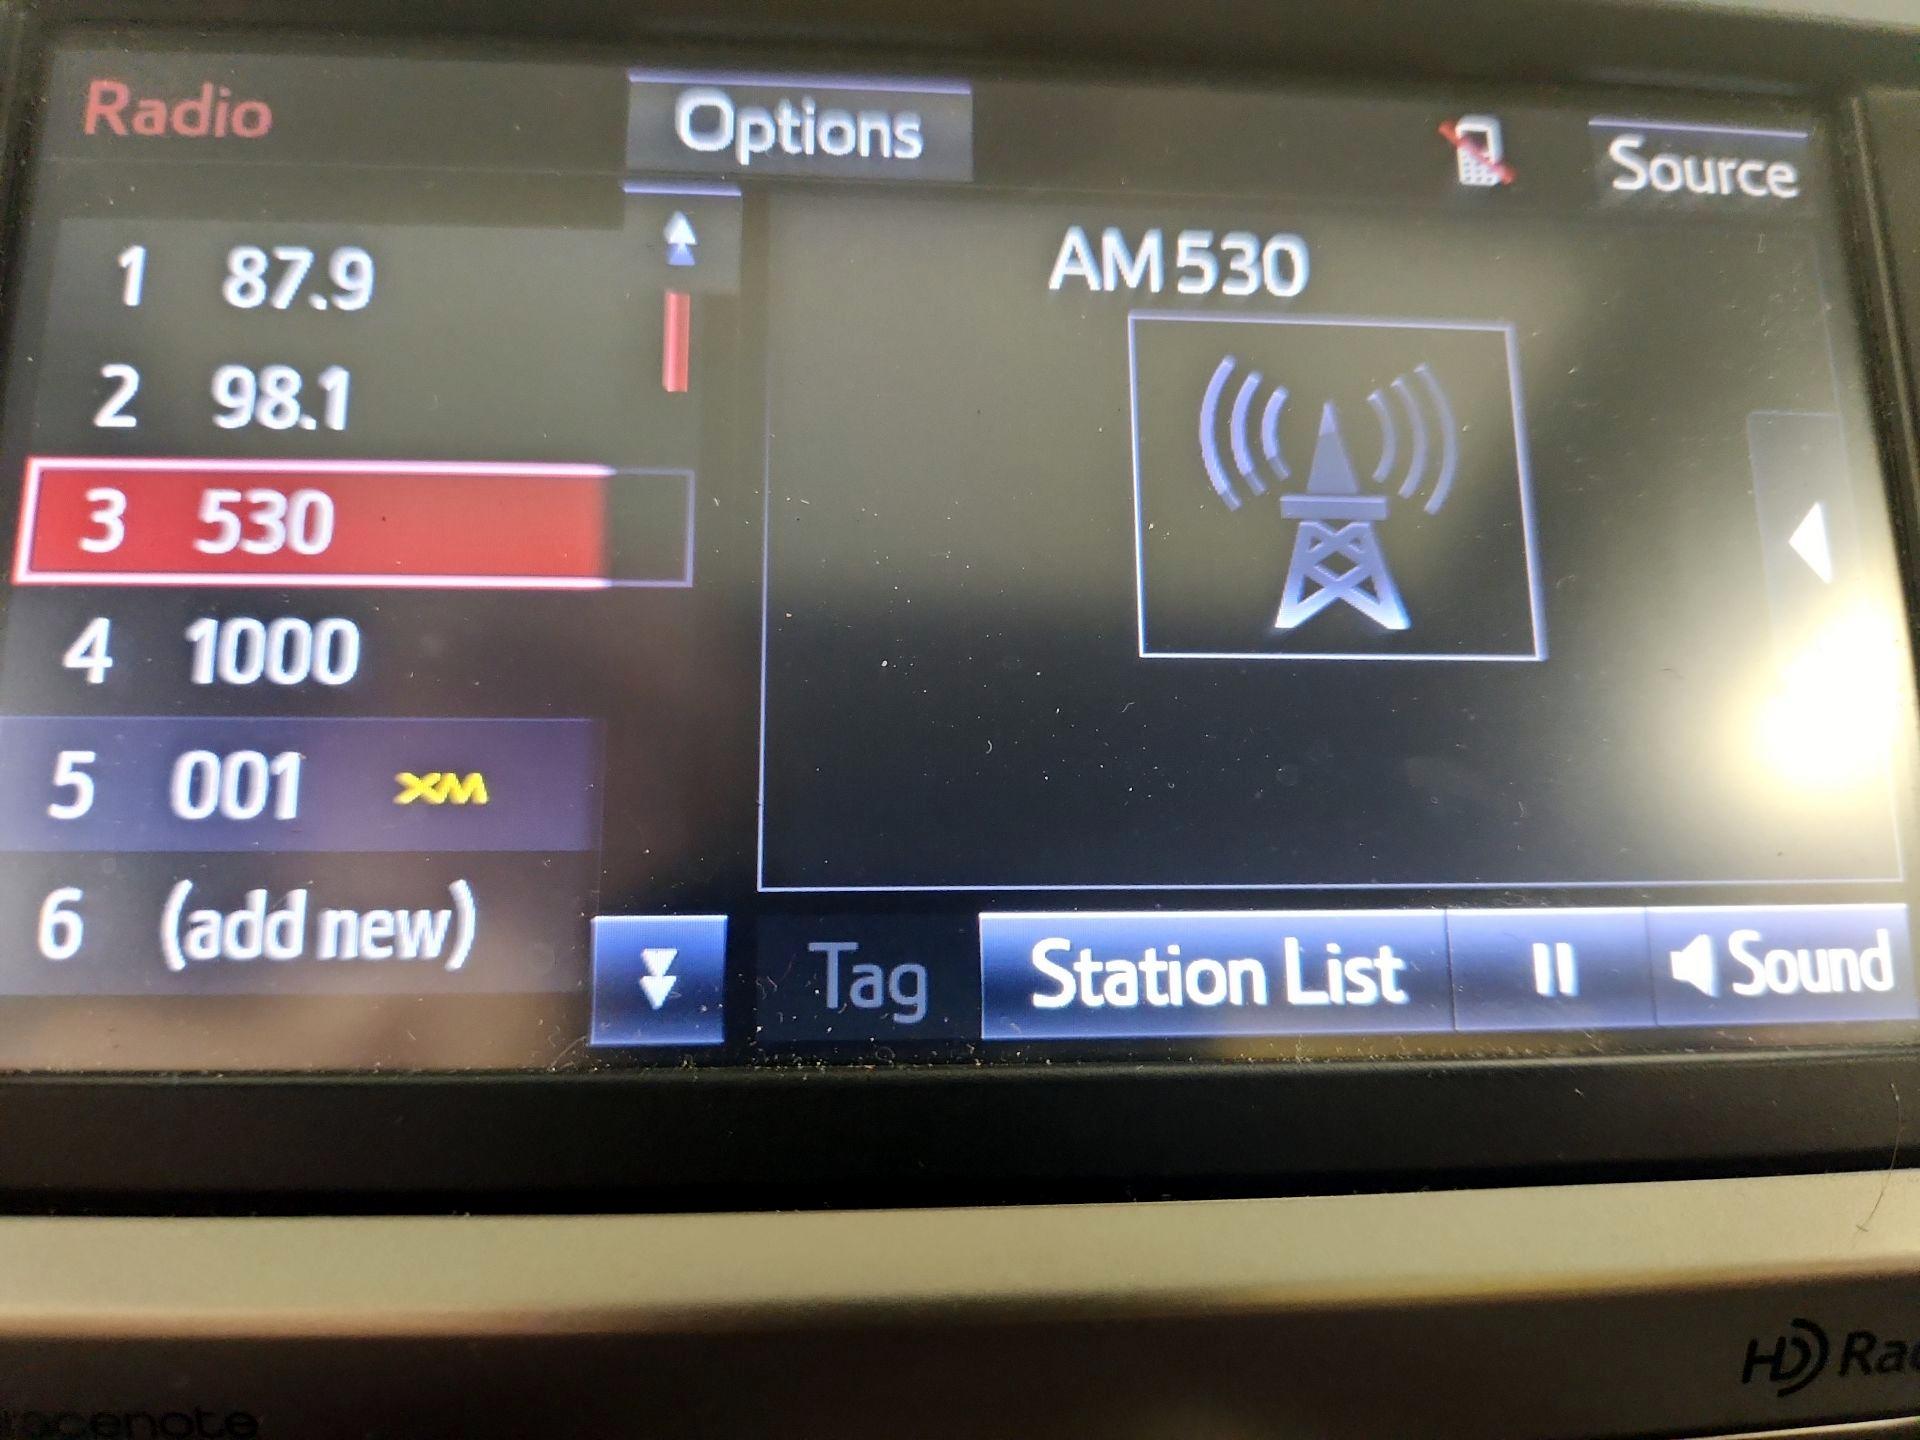 Radio Options Source
1 87.9
2 98.1
3 530
4 1000
5 001 XM
6 (add new)
AM 530
Tag Station List Sound
HD